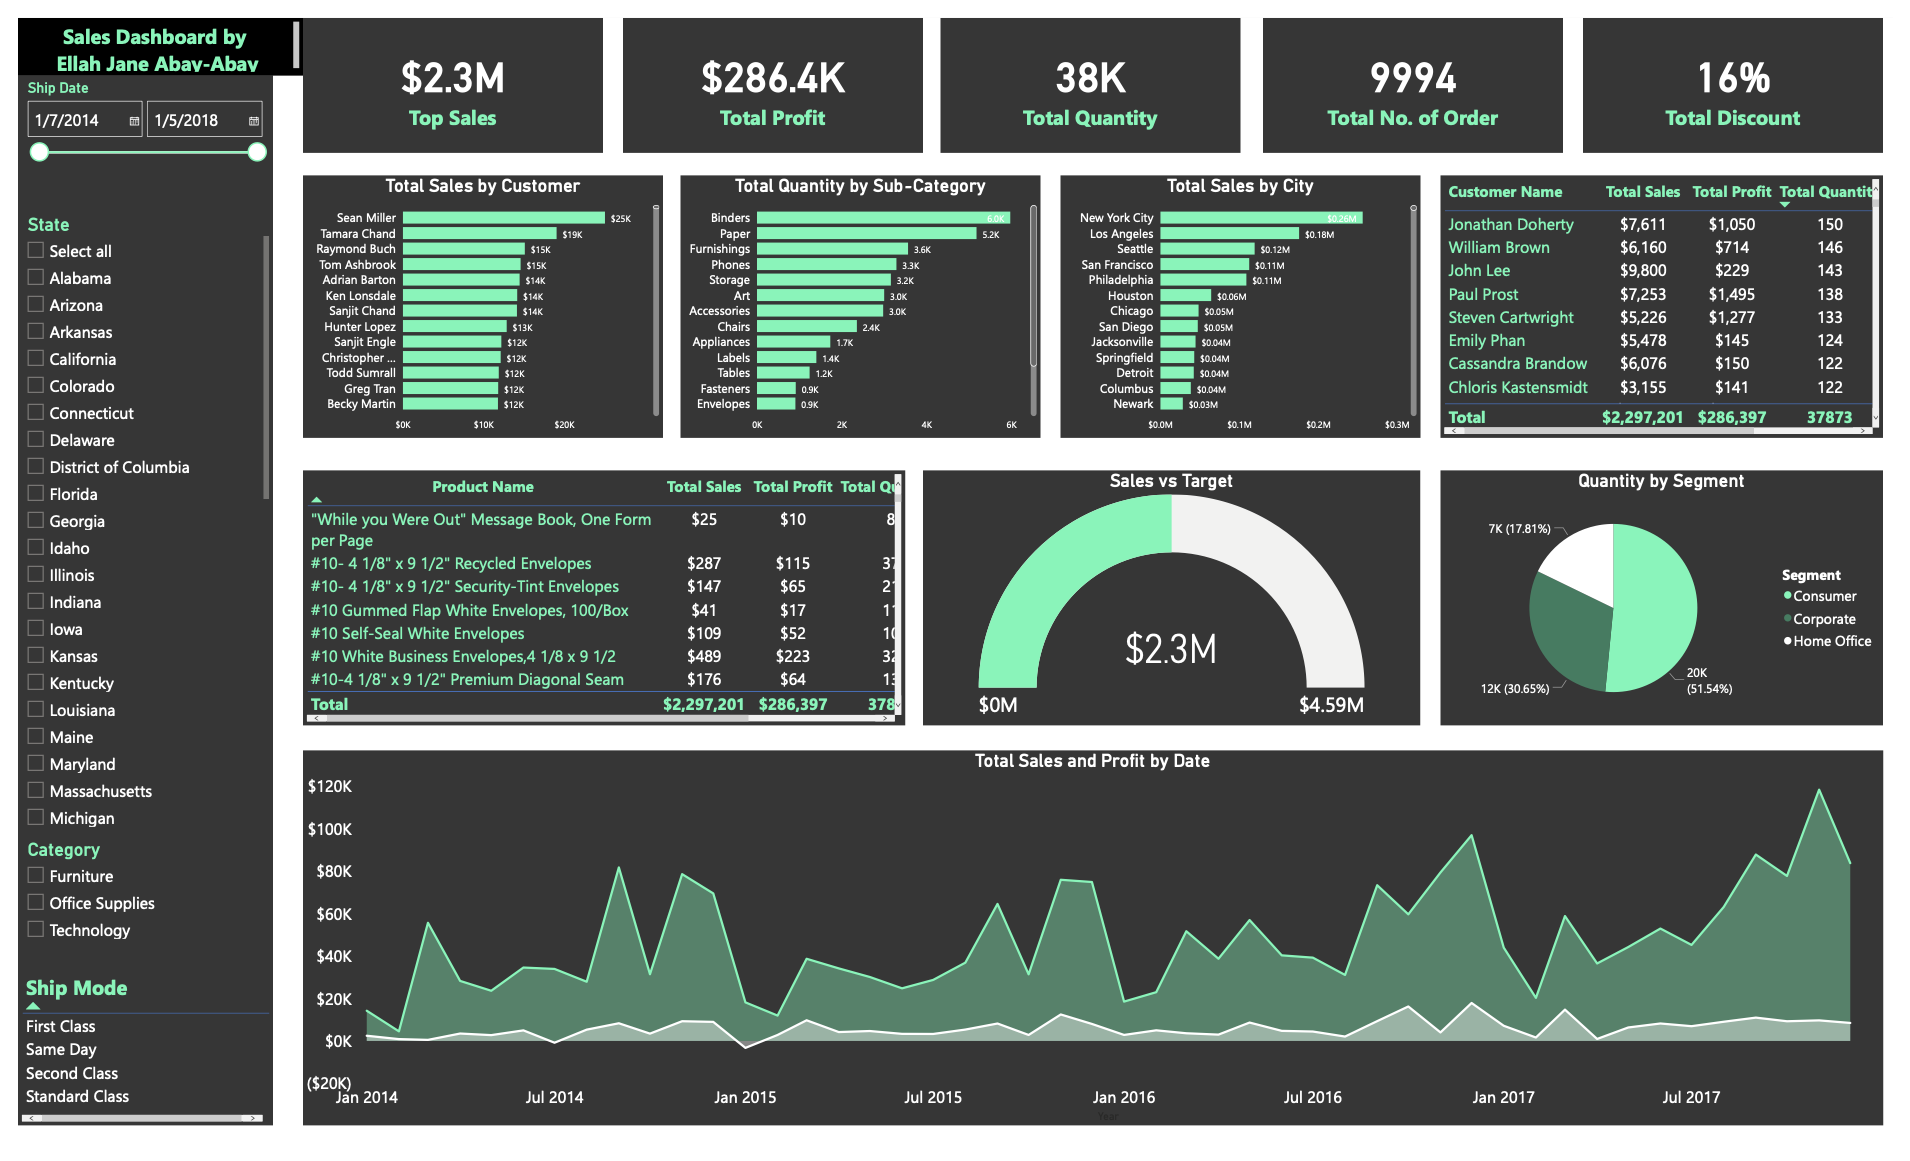 Sales Dashboard by
Ellah Jane Abay-Abay
$2.3M
Top Sales
$286.4K
Total Profit
38K
Total Quantity
9994
Total No. of Order
16%
Total Discount
Ship Date
1/7/2014
1/5/2018
State
Select all
Alabama
Arizona
Arkansas
California
Colorado
Connecticut
Delaware
District of Columbia
Florida
Georgia
Idaho
Illinois
Indiana
Iowa
Kansas
Kentucky
Louisiana
Maine
Maryland
Massachusetts
Michigan
Category
Furniture
Office Supplies
Technology
Ship Mode
First Class
Same Day
Second Class
Standard Class
Total Sales by Customer
Sean Miller $25K
Tamara Chand $19K
Raymond Buch $15K
Tom Ashbrook $15K
Adrian Barton $14K
Ken Lonsdale $14K
Sanjit Chand $14K
Hunter Lopez $13K
Sanjit Engle $12K
Christopher ... $12K
Todd Sumrall $12K
Greg Tran $12K
Becky Martin $12K
$0K $10K $20K
Total Quantity by Sub-Category
Binders 6.0K
Paper 5.2K
Furnishings 3.6K
Phones 3.3K
Storage 3.2K
Art 3.0K
Accessories 3.0K
Chairs 2.4K
Appliances 1.7K
Labels 1.4K
Tables 1.2K
Fasteners 0.9K
Envelopes 0.9K
0K 2K 4K 6K
Total Sales by City
New York City $0.26M
Los Angeles $0.18M
Seattle $0.12M
San Francisco $0.11M
Philadelphia $0.11M
Houston $0.06M
Chicago $0.05M
San Diego $0.05M
Jacksonville $0.04M
Springfield $0.04M
Detroit $0.04M
Columbus $0.04M
Newark $0.03M
$0.0M $0.1M $0.2M $0.3M
Customer Name Total Sales Total Profit Total Quantit
Jonathan Doherty $7,611 $1,050 150
William Brown $6,160 $714 146
John Lee $9,800 $229 143
Paul Prost $7,253 $1,495 138
Steven Cartwright $5,226 $1,277 133
Emily Phan $5,478 $145 124
Cassandra Brandow $6,076 $150 122
Chloris Kastensmidt $3,155 $141 122
Total $2,297,201 $286,397 37873
Product Name Total Sales Total Profit Total Qu
"While you Were Out" Message Book, One Form $25 $10 8
per Page
#10- 4 1/8" x 9 1/2" Recycled Envelopes $287 $115 37
#10- 4 1/8" x 9 1/2" Security-Tint Envelopes $147 $65 21
#10 Gummed Flap White Envelopes, 100/Box $41 $17 11
#10 Self-Seal White Envelopes $109 $52 10
#10 White Business Envelopes,4 1/8 x 9 1/2 $489 $223 32
#10-4 1/8" x 9 1/2" Premium Diagonal Seam $176 $64 13
Total $2,297,201 $286,397 378
Sales vs Target
$2.3M
$0M $4.59M
Quantity by Segment
7K (17.81%)
12K (30.65%)
20K
(51.54%)
Segment
Consumer
Corporate
Home Office
Total Sales and Profit by Date
$120K
$100K
$80K
$60K
$40K
$20K
$0K
($20K)
Jan 2014 Jul 2014 Jan 2015 Jul 2015 Jan 2016 Jul 2016 Jan 2017 Jul 2017
Year